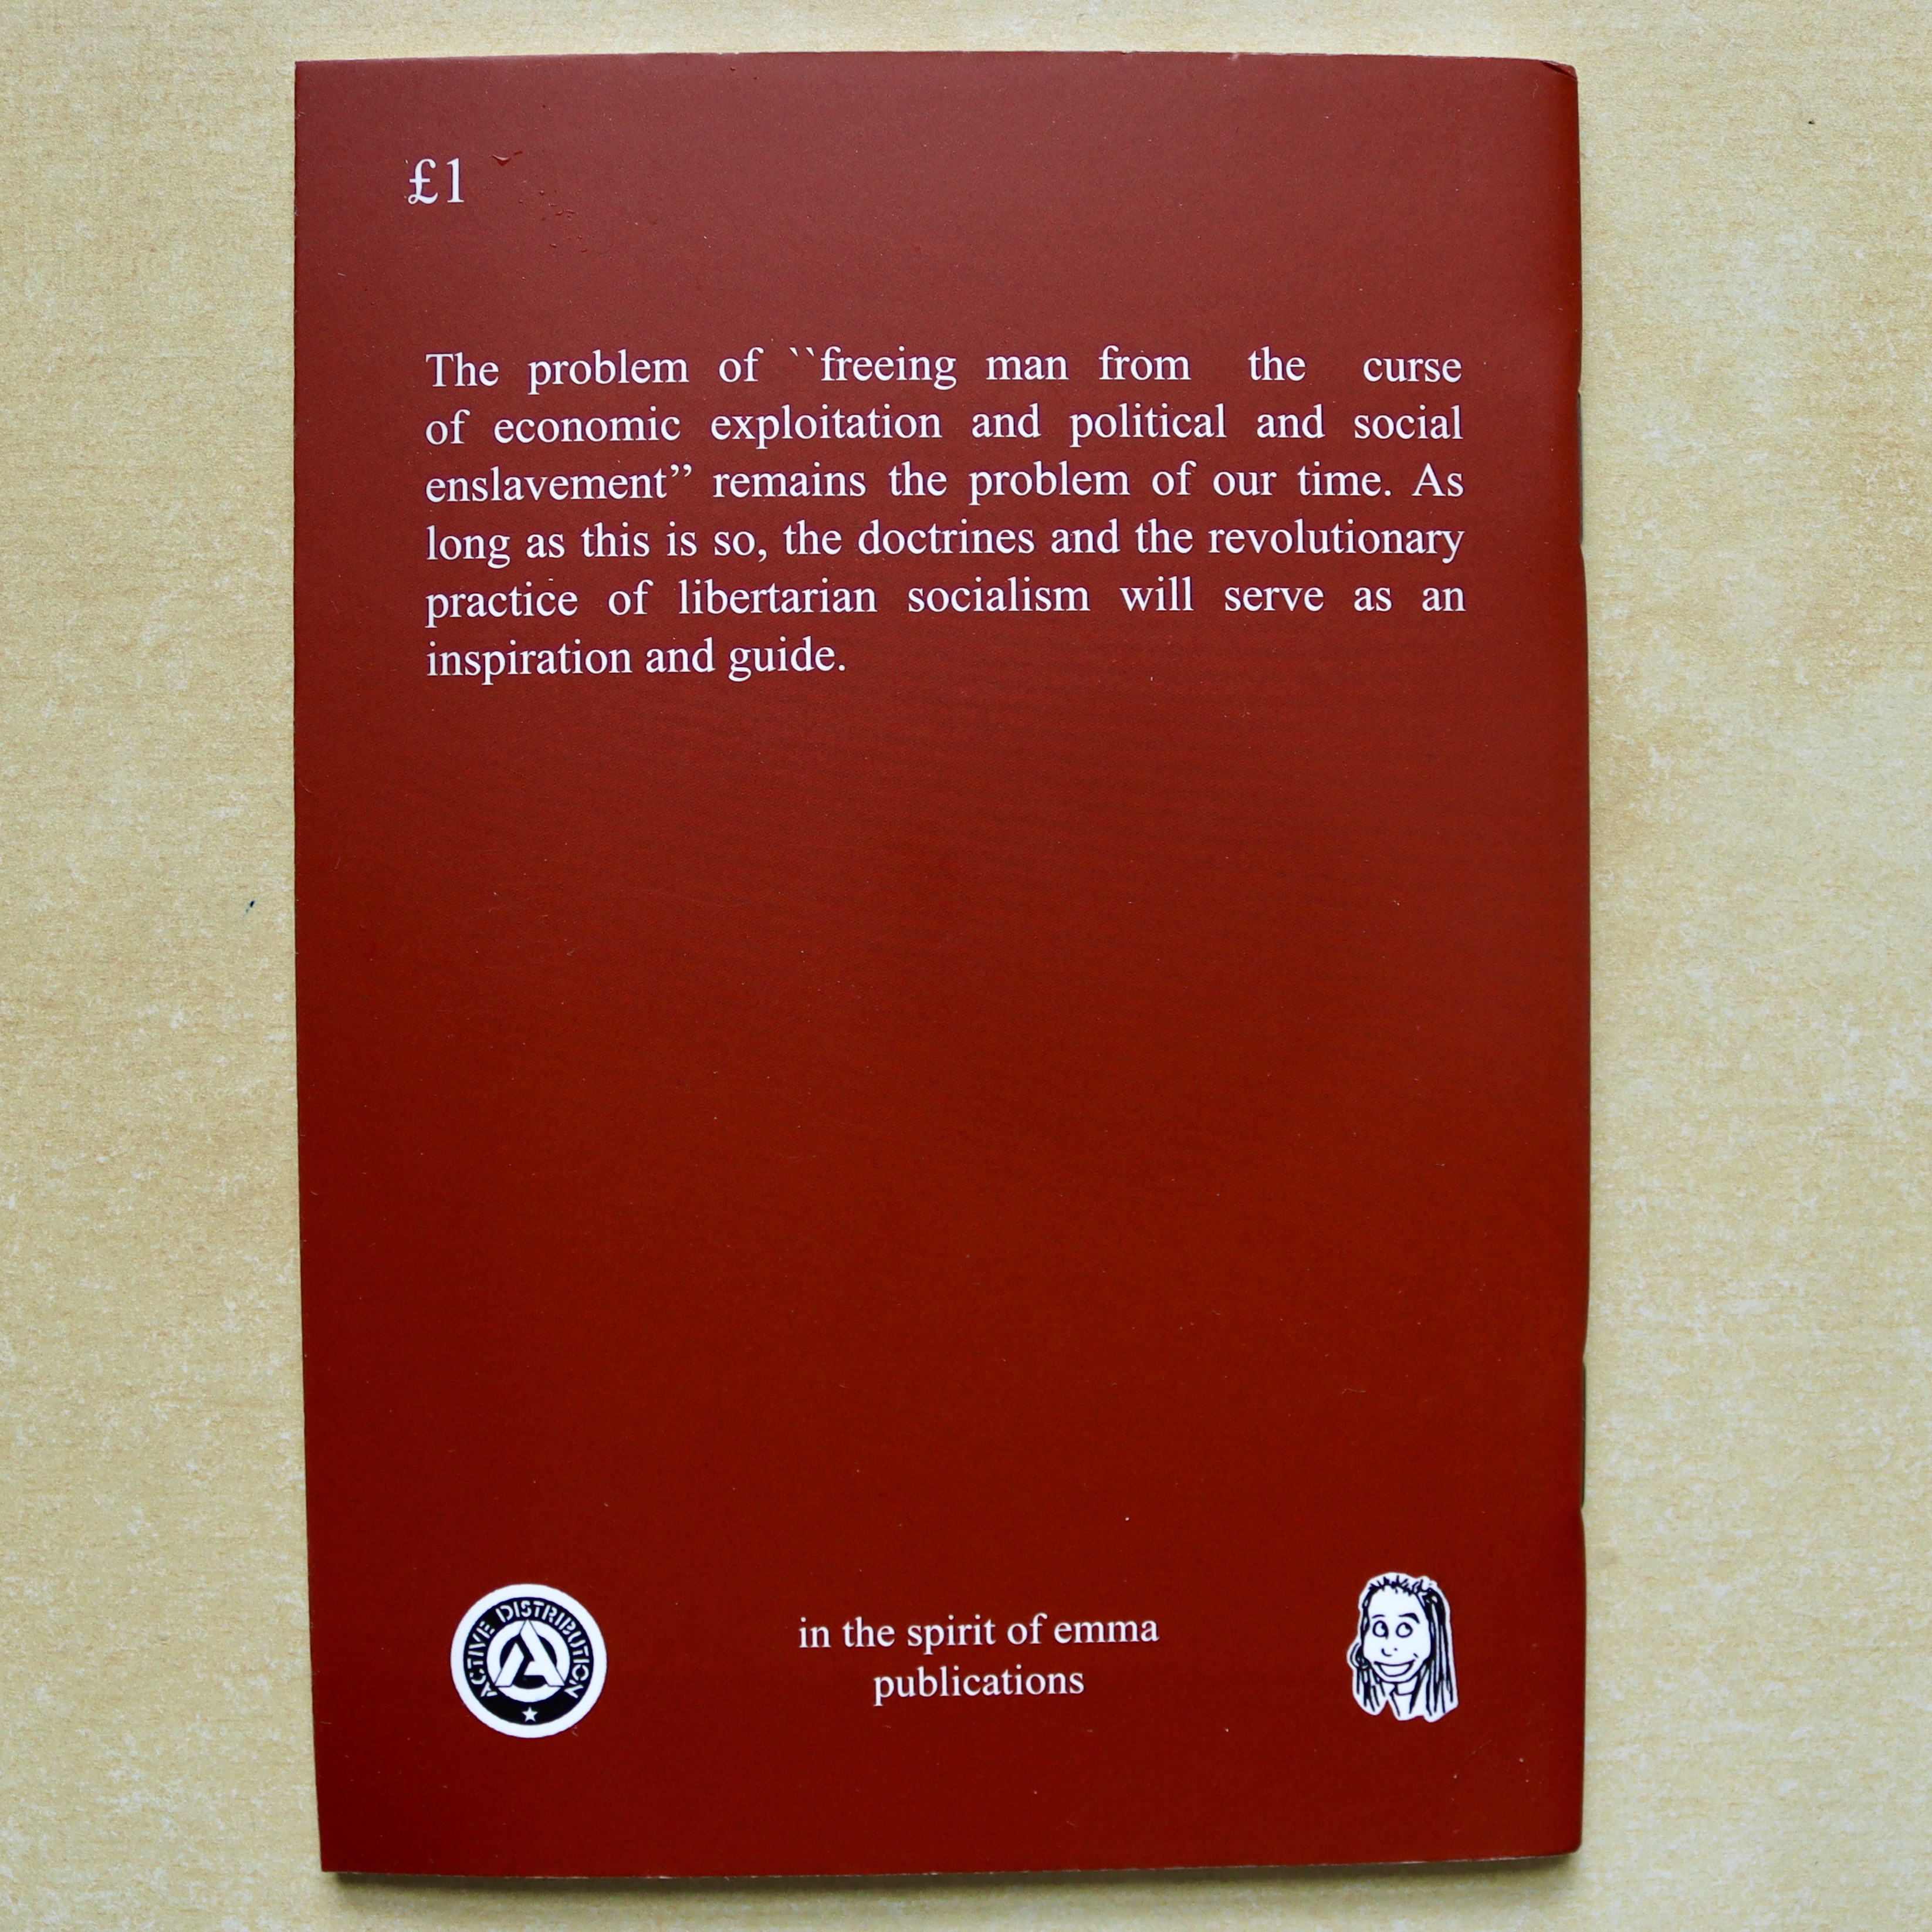 £1
The problem of ``freeing man from the curse
of economic exploitation and political and social
enslavement” remains the problem of our time. As
long as this is so, the doctrines and the revolutionary
practice of libertarian socialism will serve as an
inspiration and guide.
ACTIVE DISTRIBUTION
in the spirit of emma
publications